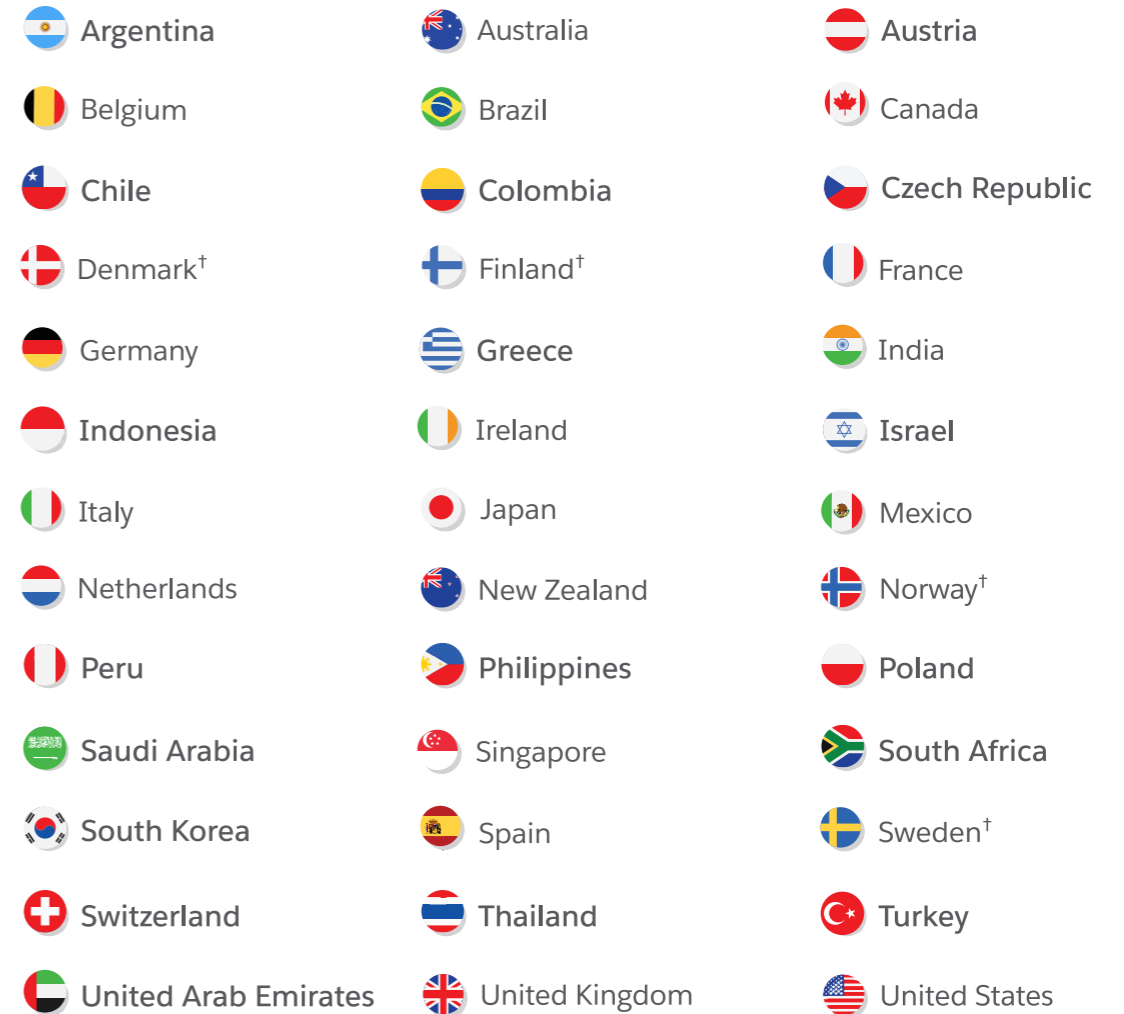 Argentina
Australia
Austria
Belgium
Brazil
Canada
Chile
Colombia
Czech Republic
Denmark†
Finland†
France
Germany
Greece
India
Indonesia
Ireland
Israel
Italy
Japan
Mexico
Netherlands
New Zealand
Norway†
Peru
Philippines
Poland
Saudi Arabia
Singapore
South Africa
South Korea
Spain
Sweden†
Switzerland
Thailand
Turkey
United Arab Emirates
United Kingdom
United States